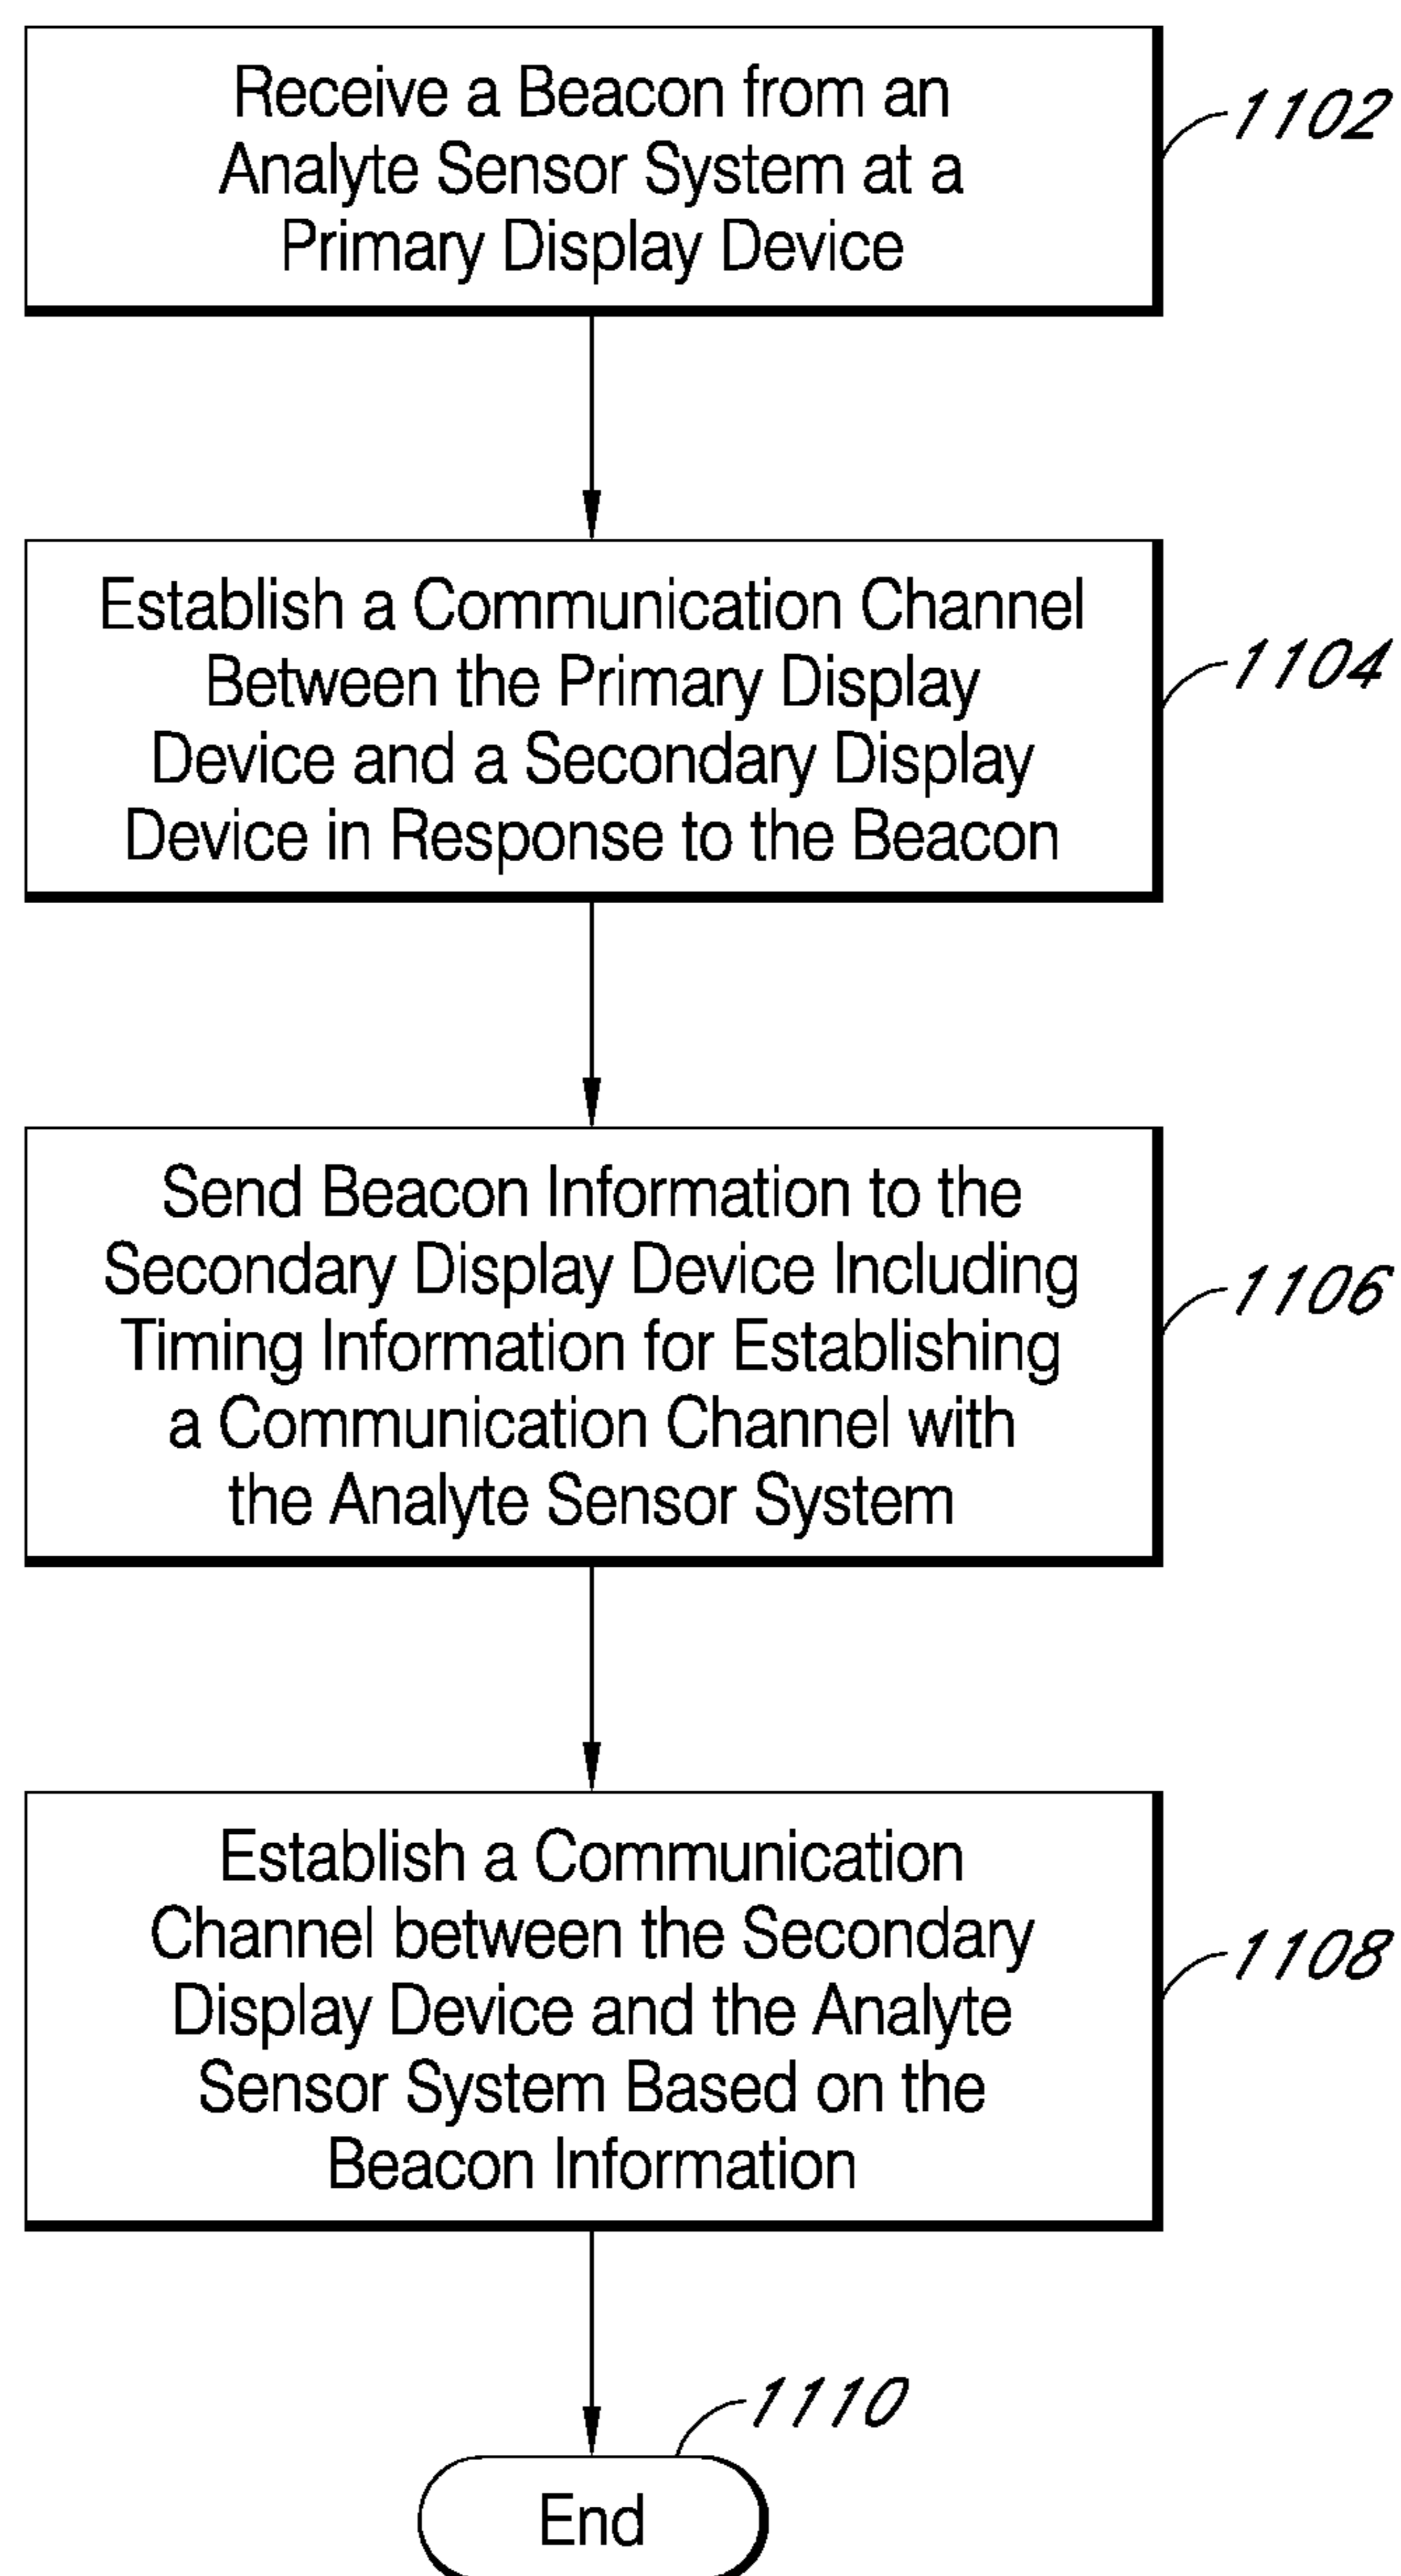 Receive a Beacon from an
Analyte Sensor System at a
Primary Display Device
1102
Establish a Communication Channel
Between the Primary Display
Device and a Secondary Display
Device in Response to the Beacon
1104
Send Beacon Information to the
Secondary Display Device Including
Timing Information for Establishing
a Communication Channel with
the Analyte Sensor System
1106
Establish a Communication
Channel between the Secondary
Display Device and the Analyte
Sensor System Based on the
Beacon Information
1108
1110
End